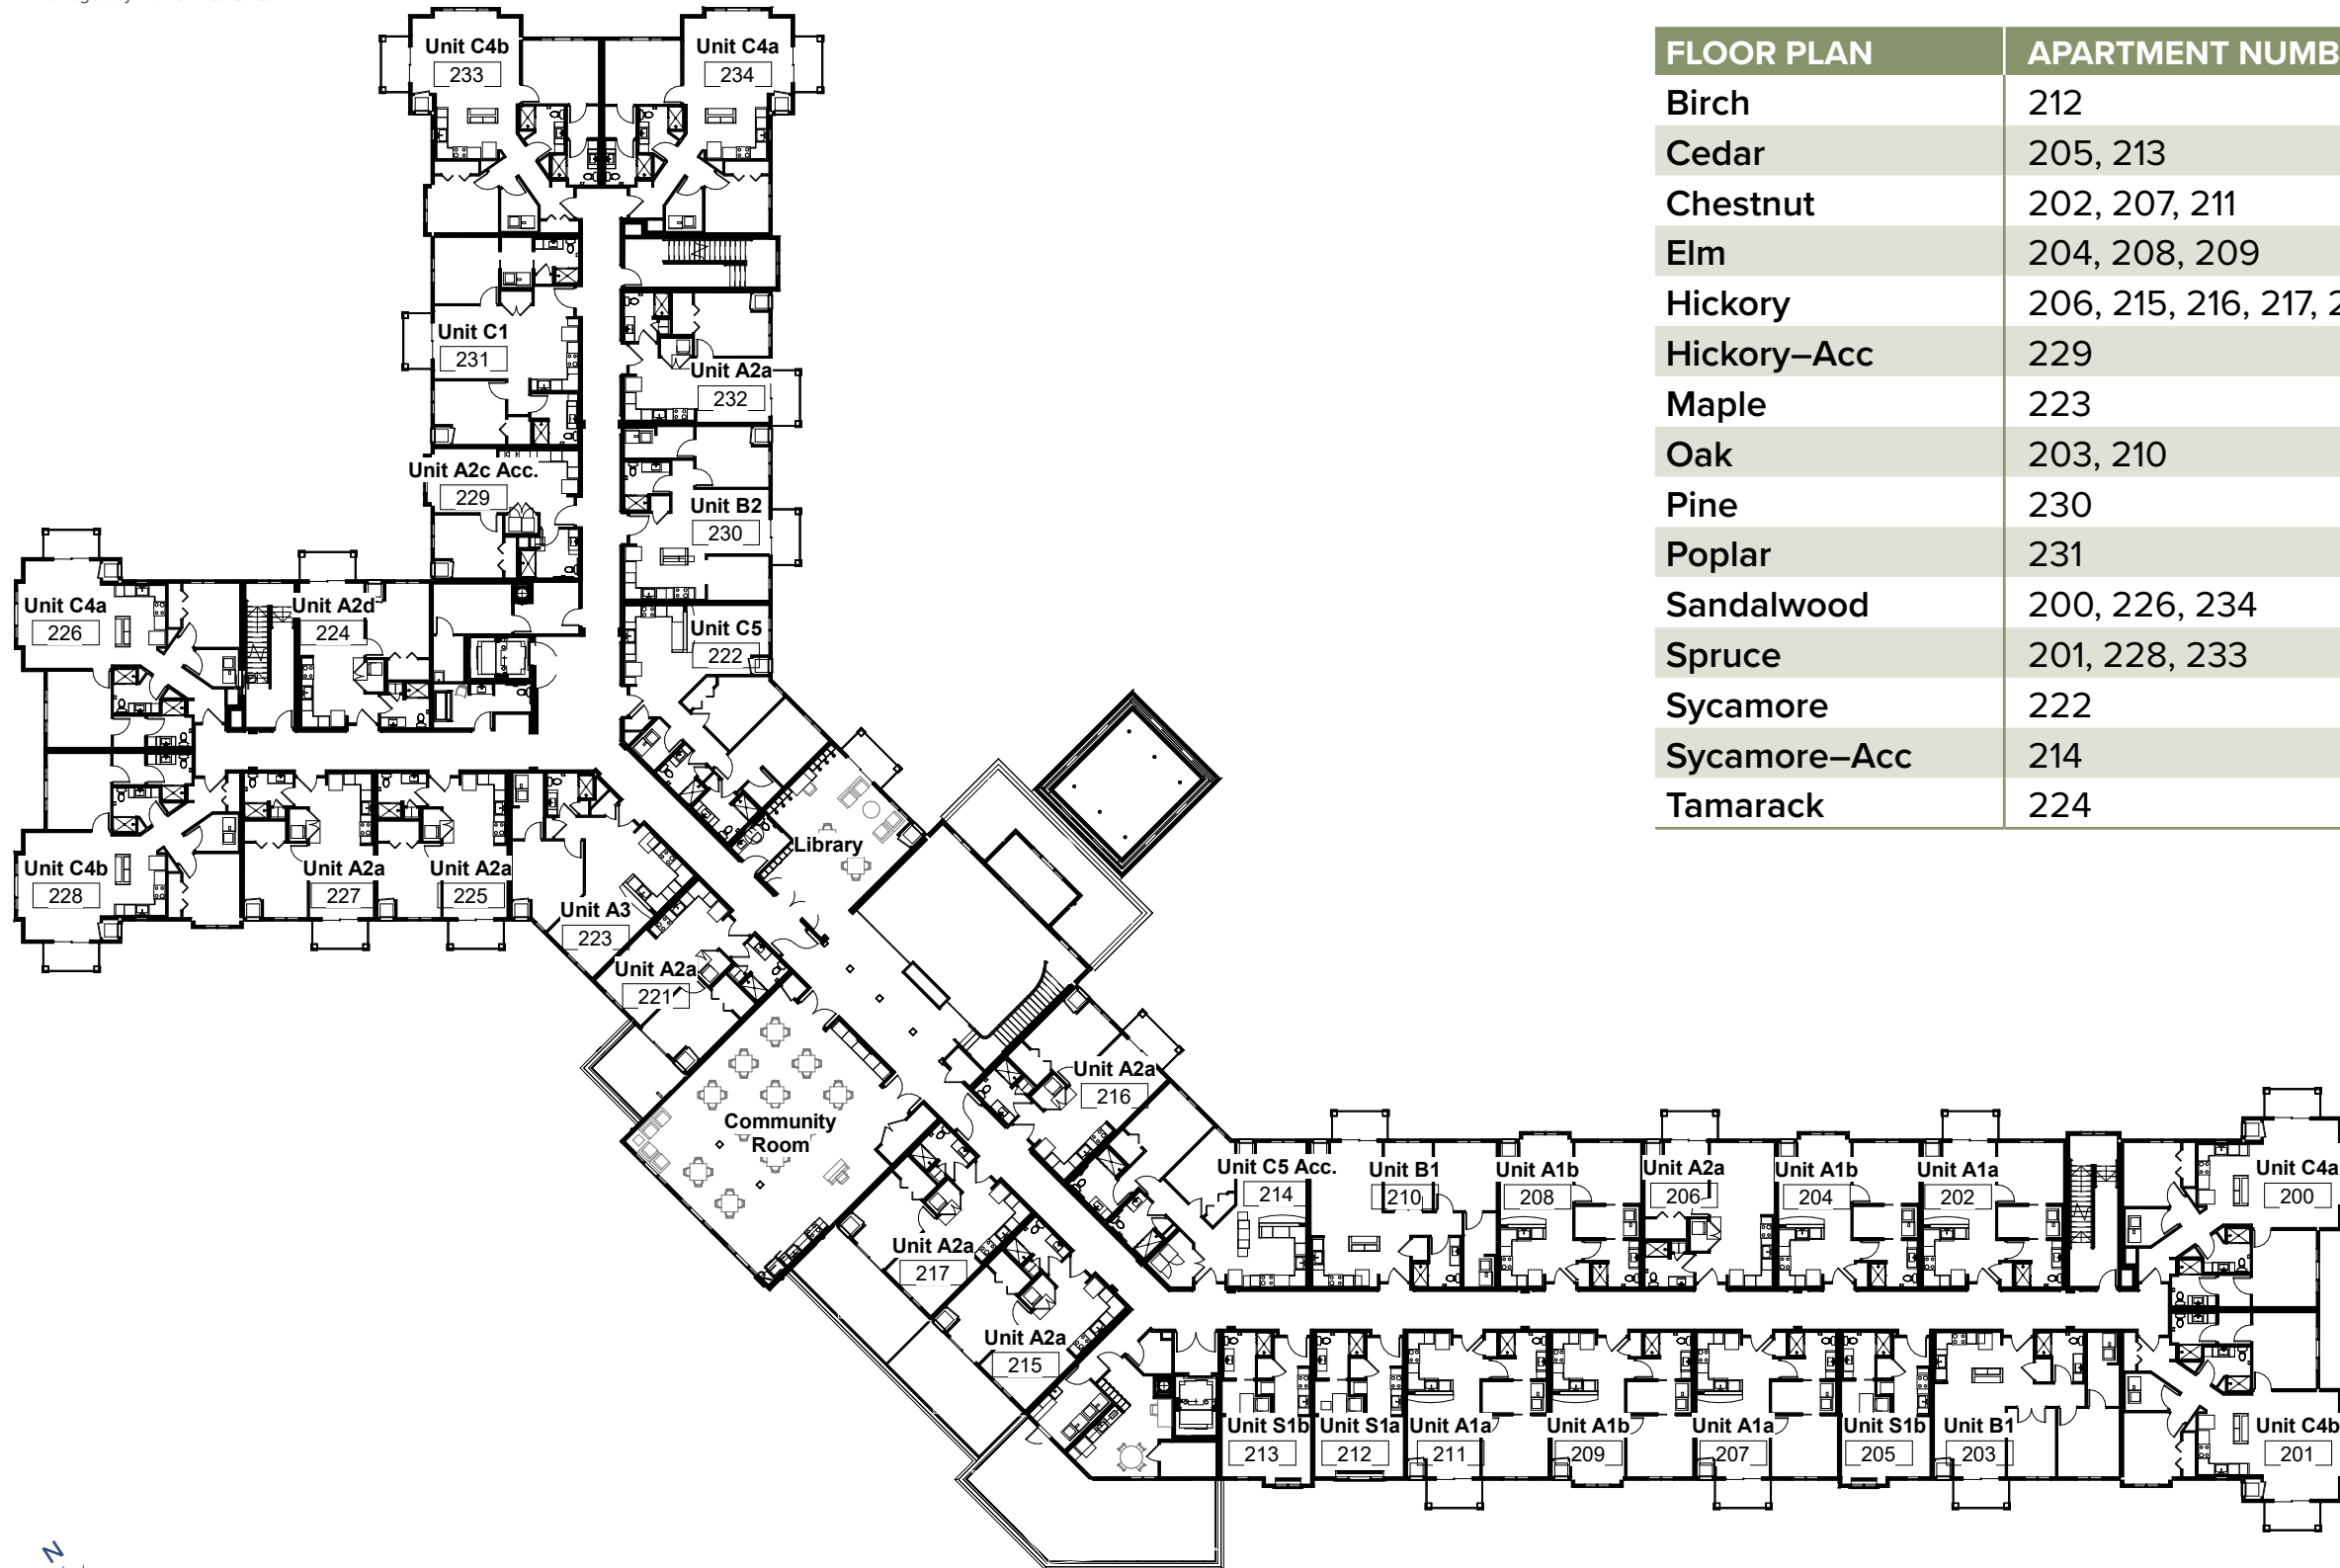 FLOOR PLAN APARTMENT NUMB
Birch 212
Cedar 205, 213
Chestnut 202, 207, 211
Elm 204, 208, 209
Hickory 206, 215, 216, 217, 2
Hickory–Acc 229
Maple 223
Oak 203, 210
Pine 230
Poplar 231
Sandalwood 200, 226, 234
Spruce 201, 228, 233
Sycamore 222
Sycamore–Acc 214
Tamarack 224
Unit C4b
233
Unit C4a
234
Unit C1
231
Unit A2a
232
Unit A2c Acc.
229
Unit B2
230
Unit C4a
226
Unit A2d
224
Unit C5
222
Library
Unit C4b
228
Unit A2a
227
Unit A2a
225
Unit A3
223
Unit A2a
221
Community
Room
Unit A2a
216
Unit A2a
217
Unit A2a
215
Unit C5 Acc.
214
Unit B1
210
Unit A1b
208
Unit A2a
206
Unit A1b
204
Unit A1a
202
Unit C4a
200
Unit S1b
213
Unit S1a
212
Unit A1a
211
Unit A1b
209
Unit A1a
207
Unit S1b
205
Unit B1
203
Unit C4b
201
N